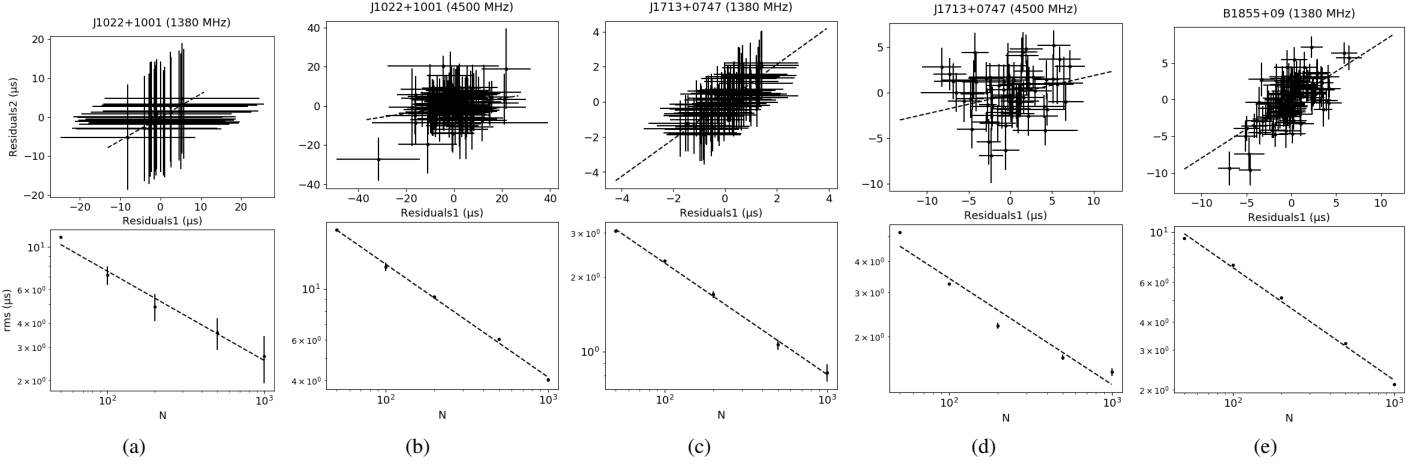 J1022+1001 (1380 MHz)
20
10
0
−10
−20
Residuals2 (μs)
−20 −10 0 10 20
Residuals1 (μs)
10¹
6 × 10⁰
4 × 10⁰
3 × 10⁰
2 × 10⁰
rms (μs)
10² 10³
N
(a)
J1022+1001 (4500 MHz)
40
20
0
−20
−40
−40 −20 0 20 40
Residuals1 (μs)
10¹
6 × 10⁰
4 × 10⁰
10² 10³
N
(b)
J1713+0747 (1380 MHz)
4
2
0
−2
−4
−4 −2 0 2 4
Residuals1 (μs)
3 × 10⁰
2 × 10⁰
10⁰
10² 10³
N
(c)
J1713+0747 (4500 MHz)
5
0
−5
−10
−10 −5 0 5 10
Residuals1 (μs)
4 × 10⁰
3 × 10⁰
2 × 10⁰
10² 10³
N
(d)
B1855+09 (1380 MHz)
10
5
0
−5
−10
−10 −5 0 5 10
Residuals1 (μs)
10¹
6 × 10⁰
4 × 10⁰
3 × 10⁰
2 × 10⁰
10² 10³
N
(e)